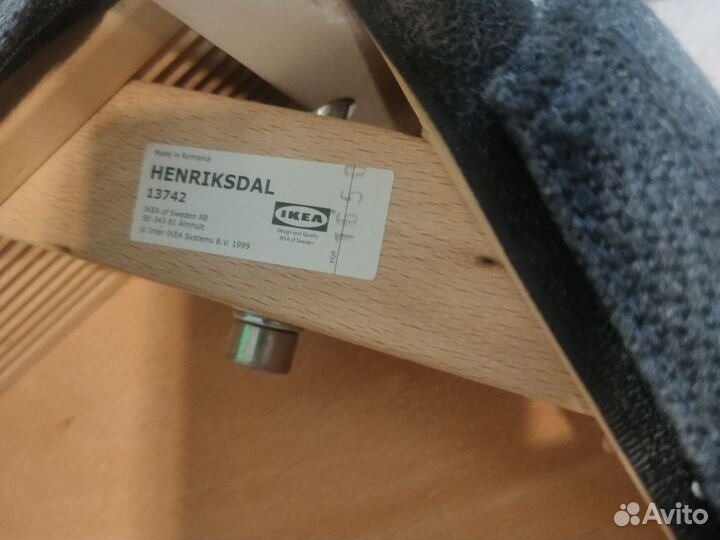 Made in Romania
HENRIKSDAL
13742
IKEA of Sweden AB
SE-343 81 Älmhult
© Inter IKEA Systems B.V. 1999
IKEA
Design and Quality
IKEA of Sweden
FOR
Avito